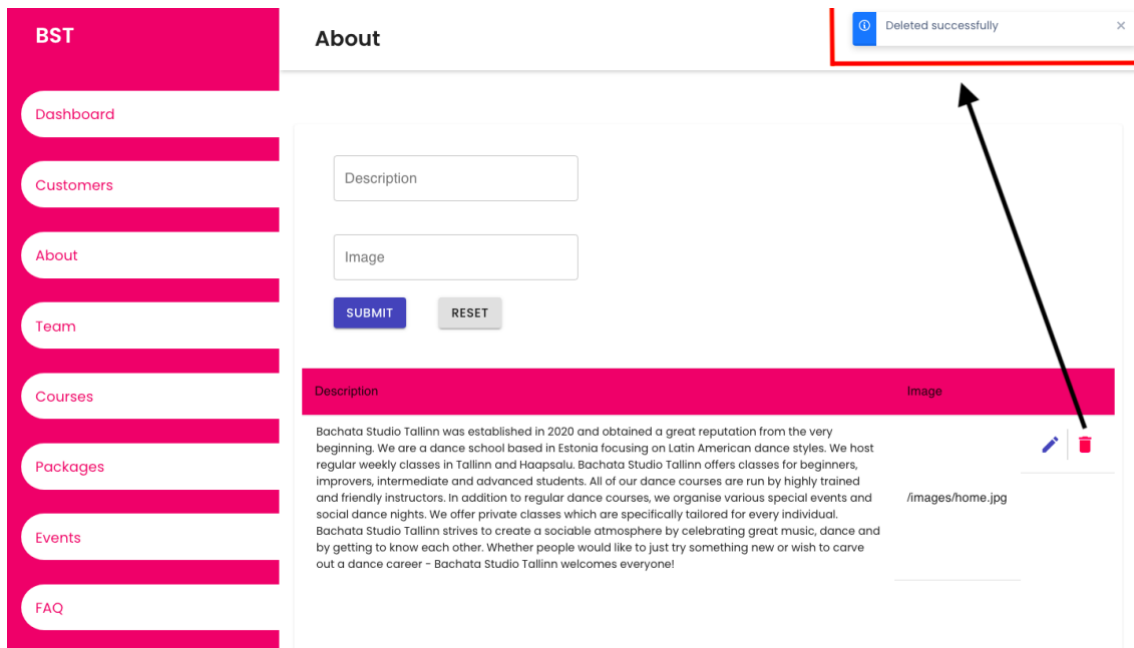 BST
About
Deleted successfully
Dashboard
Customers
About
Team
Courses
Packages
Events
FAQ
Description
Image
SUBMIT
RESET
Description
Image
Bachata Studio Tallinn was established in 2020 and obtained a great reputation from the very
beginning. We are a dance school based in Estonia focusing on Latin American dance styles. We host
regular weekly classes in Tallinn and Haapsalu. Bachata Studio Tallinn offers classes for beginners,
improvers, intermediate and advanced students. All of our dance courses are run by highly trained
and friendly instructors. In addition to regular dance courses, we organise various special events and
social dance nights. We offer private classes which are specifically tailored for every individual.
Bachata Studio Tallinn strives to create a sociable atmosphere by celebrating great music, dance and
by getting to know each other. Whether people would like to just try something new or wish to carve
out a dance career - Bachata Studio Tallinn welcomes everyone!
/images/home.jpg